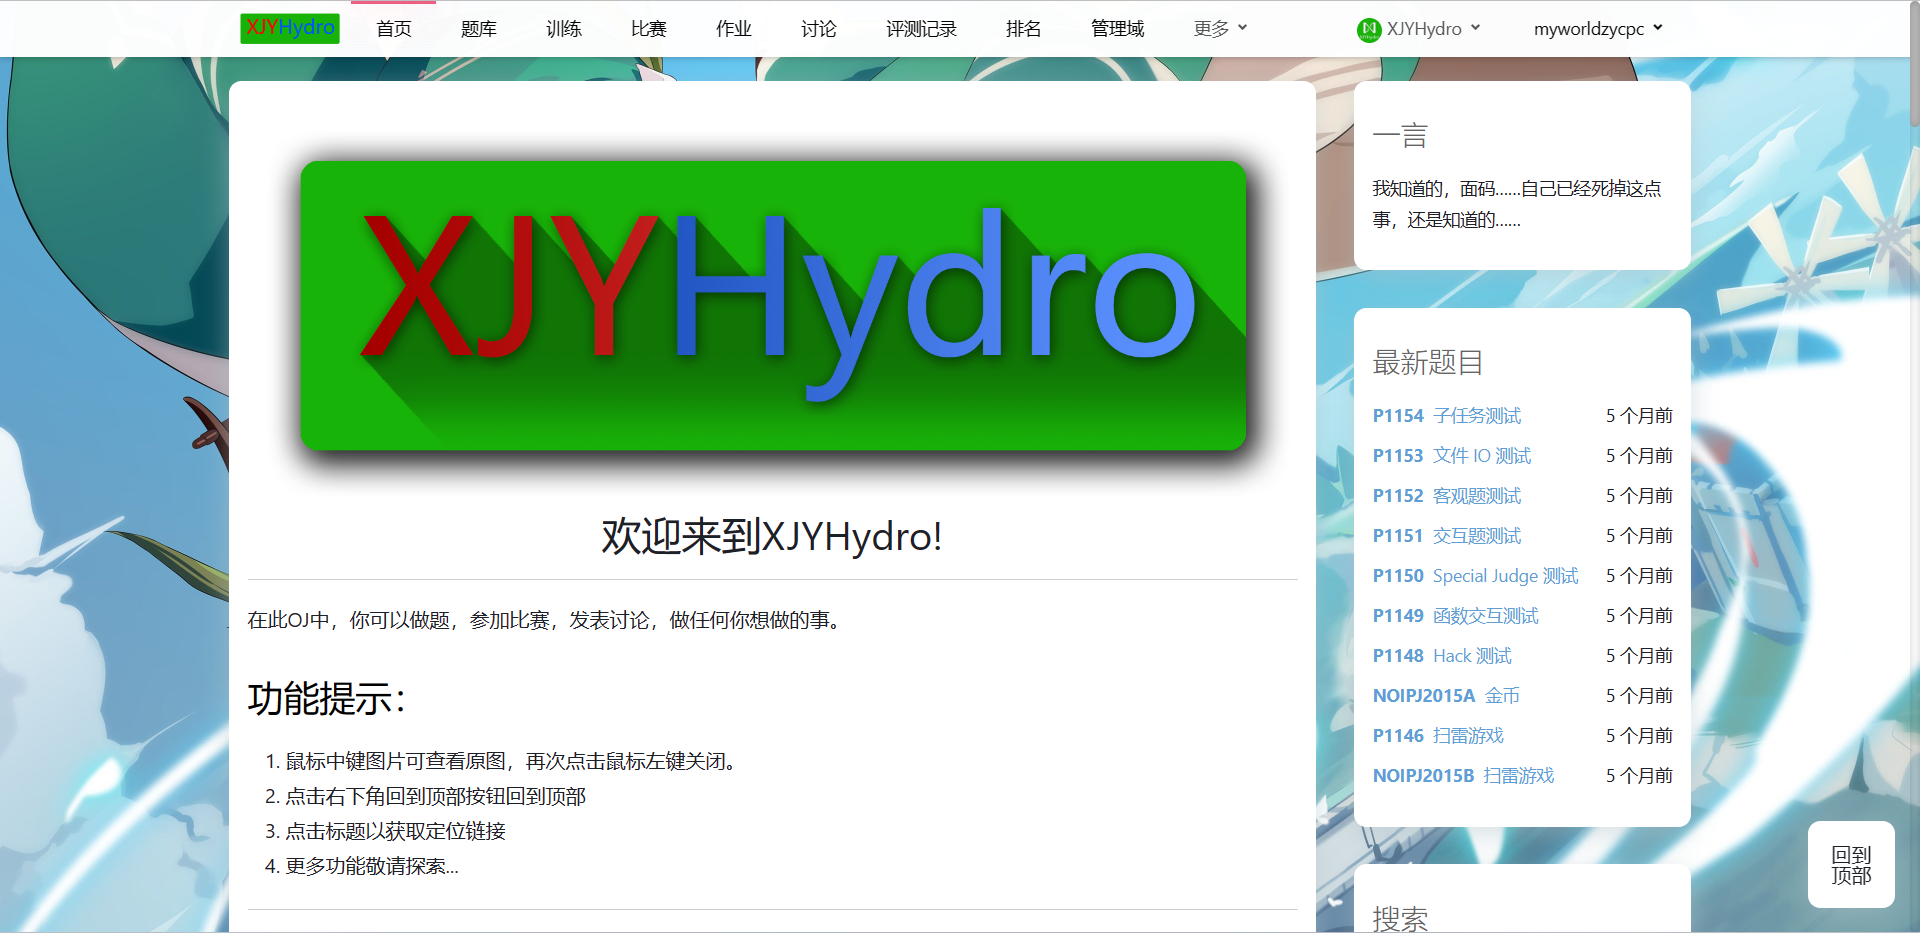 XJYHydro
首页
题库
训练
比赛
作业
讨论
评测记录
排名
管理域
更多
XJYHydro
myworldzycpc
XJYHydro
欢迎来到XJYHydro!
在此OJ中，你可以做题，参加比赛，发表讨论，做任何你想做的事。
功能提示：
1. 鼠标中键图片可查看原图，再次点击鼠标左键关闭。
2. 点击右下角回到顶部按钮回到顶部
3. 点击标题以获取定位链接
4. 更多功能敬请探索...
一言
我知道的，面码……自己已经死掉这点
事，还是知道的……
最新题目
P1154 子任务测试 5 个月前
P1153 文件 IO 测试 5 个月前
P1152 客观题测试 5 个月前
P1151 交互题测试 5 个月前
P1150 Special Judge 测试 5 个月前
P1149 函数交互测试 5 个月前
P1148 Hack 测试 5 个月前
NOIPJ2015A 金币 5 个月前
P1146 扫雷游戏 5 个月前
NOIPJ2015B 扫雷游戏 5 个月前
搜索
回到
顶部